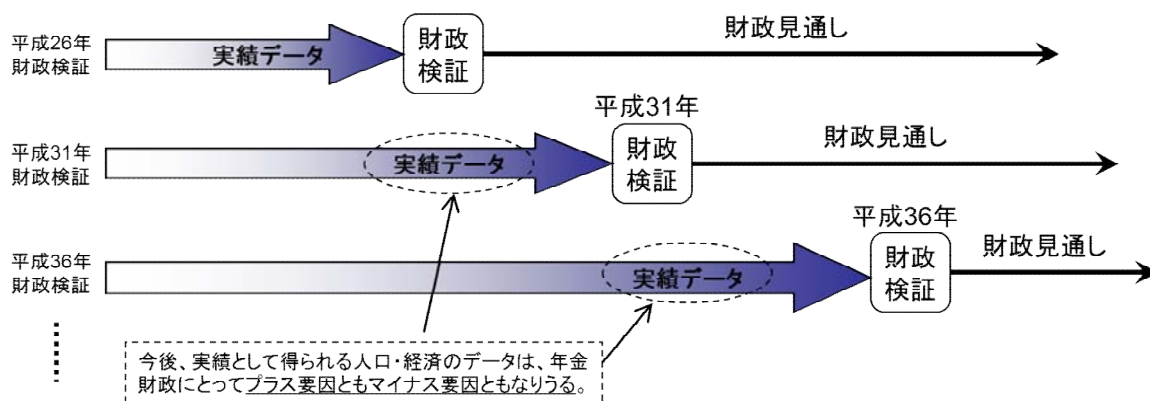 平成26年
財政検証
実績データ
財政
検証
財政見通し
平成31年
平成31年
財政検証
実績データ
財政
検証
財政見通し
平成36年
平成36年
財政検証
実績データ
財政
検証
財政見通し
今後、実績として得られる人口・経済のデータは、年金
財政にとってプラス要因ともマイナス要因ともなりうる。